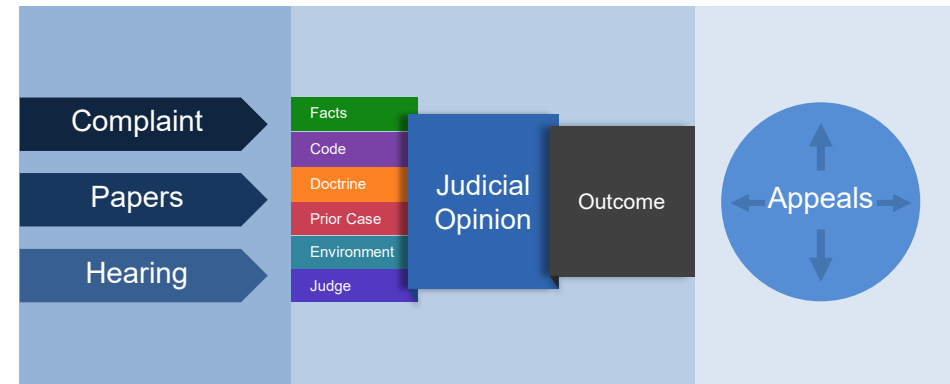 Complaint
Papers
Hearing
Facts
Code
Doctrine
Prior Case
Environment
Judge
Judicial
Opinion
Outcome
Appeals